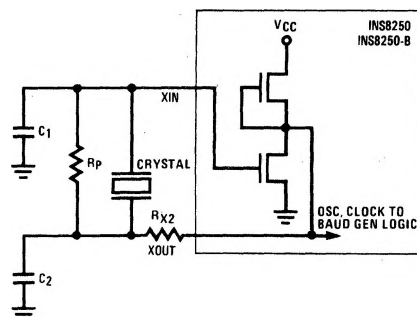 INS8250
INS8250-B
VCC
XIN
C1
RP
CRYSTAL
RX2
XOUT
OSC, CLOCK TO
BAUD GEN LOGIC
C2